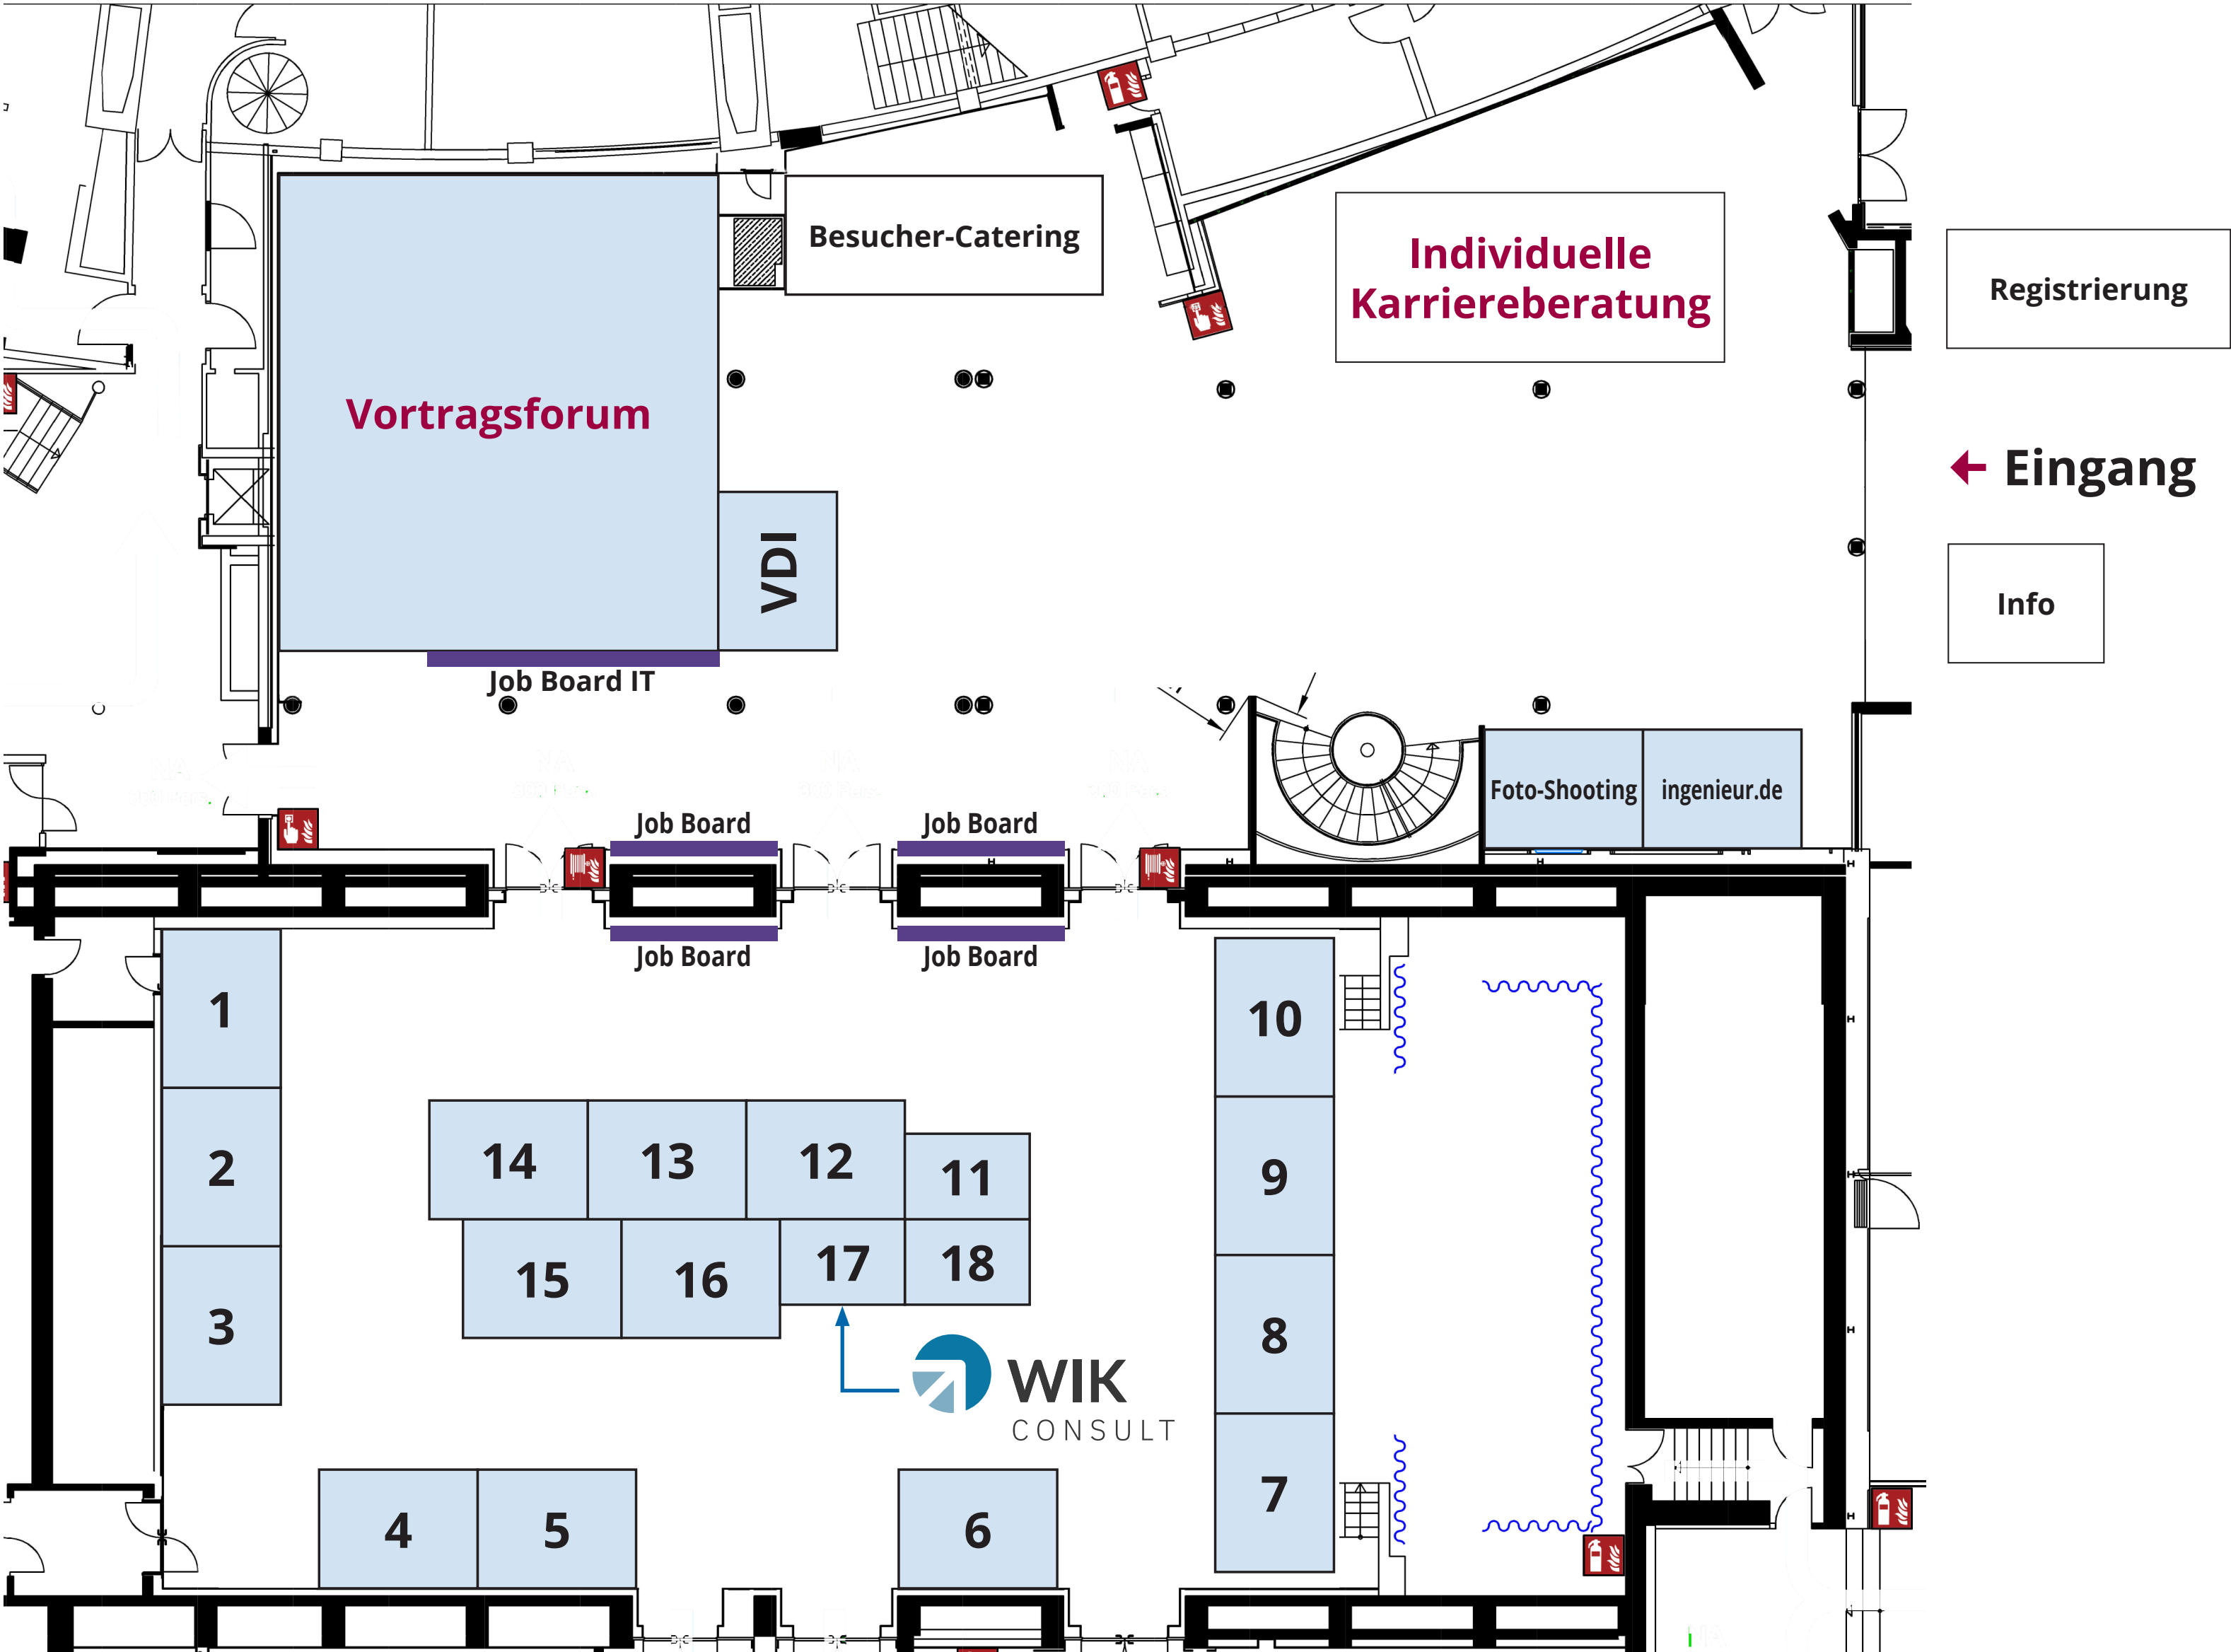 Besucher-Catering
Individuelle
Karriereberatung
Registrierung
Vortragsforum
Eingang
VDI
Info
Job Board IT
Foto-Shooting
ingenieur.de
Job Board
Job Board
Job Board
Job Board
1
10
2
14
13
12
11
9
3
15
16
17
18
8
WIK
CONSULT
7
4
5
6